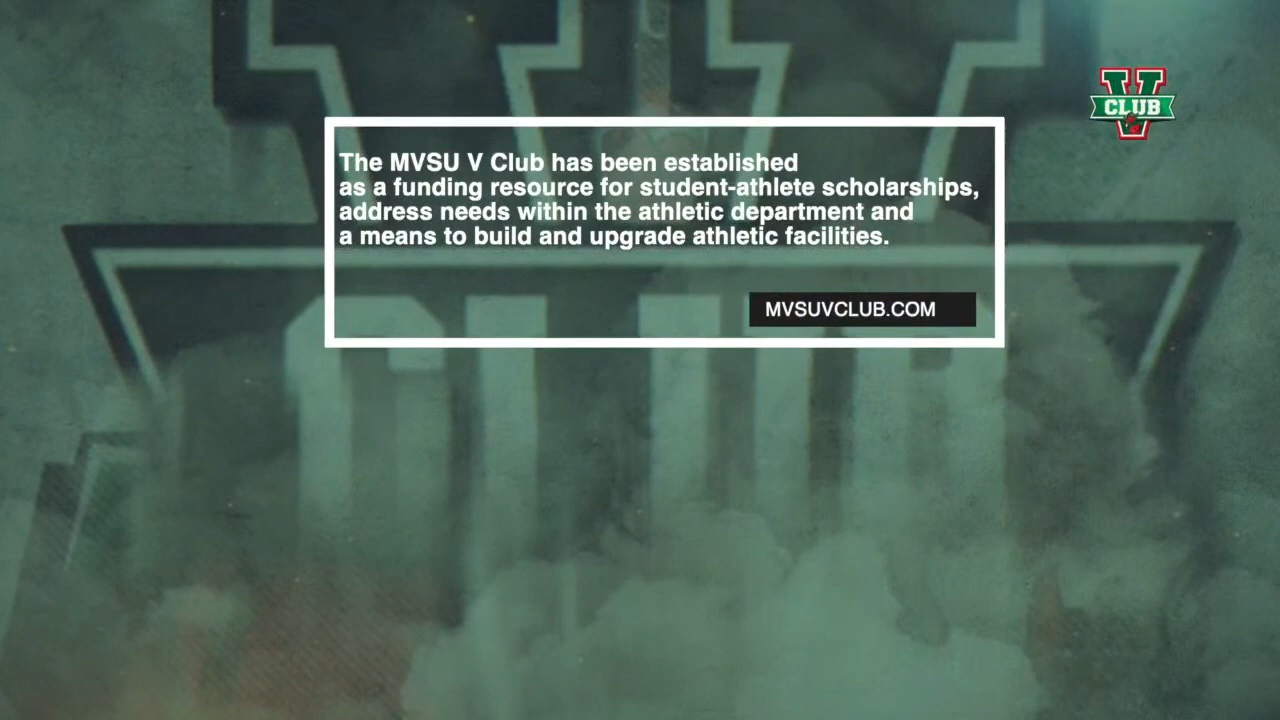 V
CLUB
The MVSU V Club has been established
as a funding resource for student-athlete scholarships,
address needs within the athletic department and
a means to build and upgrade athletic facilities.
MVSUVCLUB.COM
V
CLUB